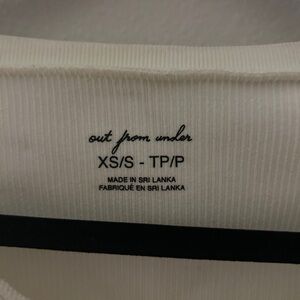 out from under
XS/S - TP/P
MADE IN SRI LANKA
FABRIQUÉ EN SRI LANKA